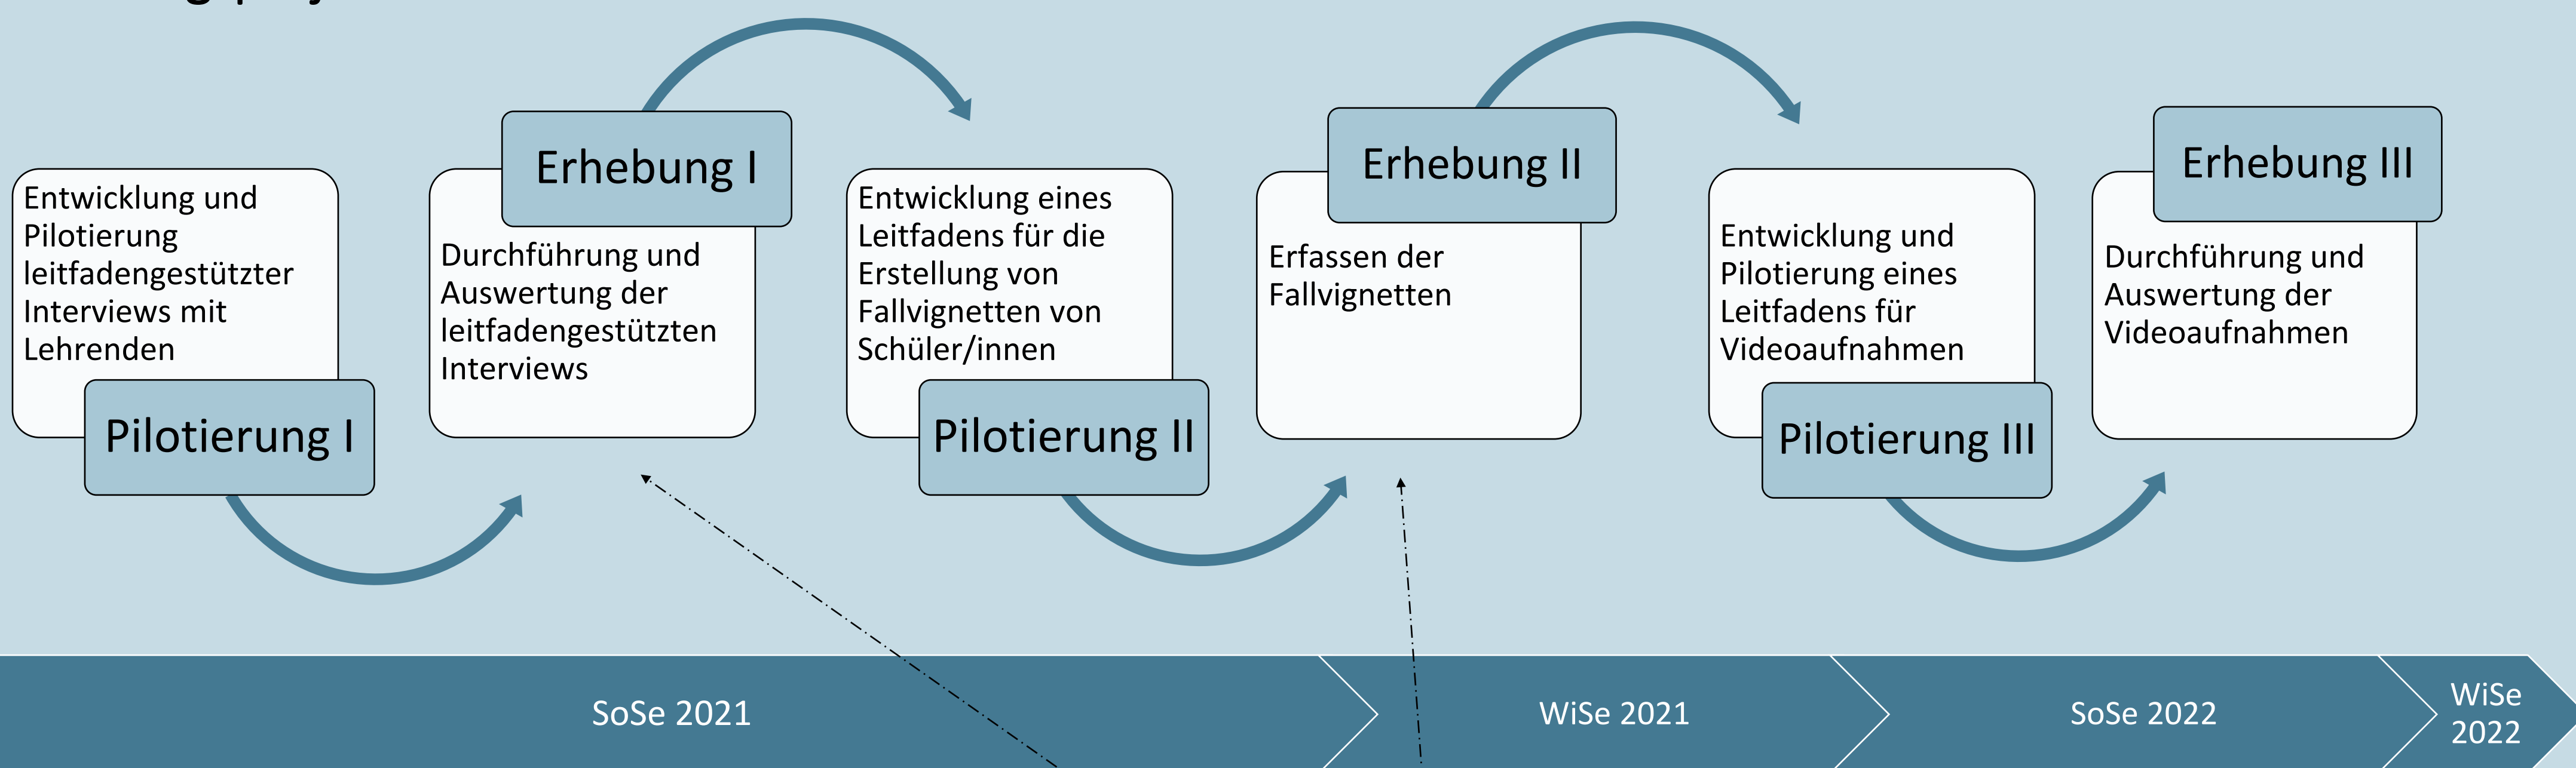 Entwicklung und
Pilotierung
leitfadengestützter
Interviews mit
Lehrenden
Pilotierung I
Erhebung I
Durchführung und
Auswertung der
leitfadengestützten
Interviews
Entwicklung eines
Leitfadens für die
Erstellung von
Fallvignetten von
Schüler/innen
Pilotierung II
Erhebung II
Erfassen der
Fallvignetten
Entwicklung und
Pilotierung eines
Leitfadens für
Videoaufnahmen
Pilotierung III
Erhebung III
Durchführung und
Auswertung der
Videoaufnahmen
SoSe 2021
WiSe 2021
SoSe 2022
WiSe
2022